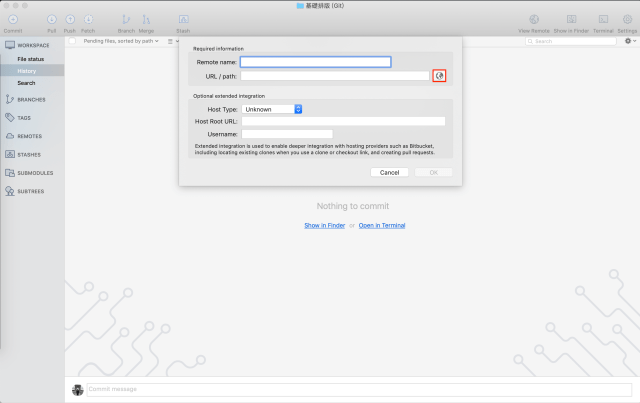 基礎排版 (Git)
Commit
Pull
Push
Fetch
Branch
Merge
Stash
View Remote
Show in Finder
Terminal
Settings
WORKSPACE
Pending files, sorted by path
Search
File status
History
Search
BRANCHES
TAGS
REMOTES
STASHES
SUBMODULES
SUBTREES
Required information
Remote name:
URL / path:
Optional extended integration
Host Type: Unknown
Host Root URL:
Username:
Extended integration is used to enable deeper integration with hosting providers such as Bitbucket,
including locating existing clones when you use a clone or checkout link, and creating pull requests.
Cancel
OK
Nothing to commit
Show in Finder or Open in Terminal
Commit message